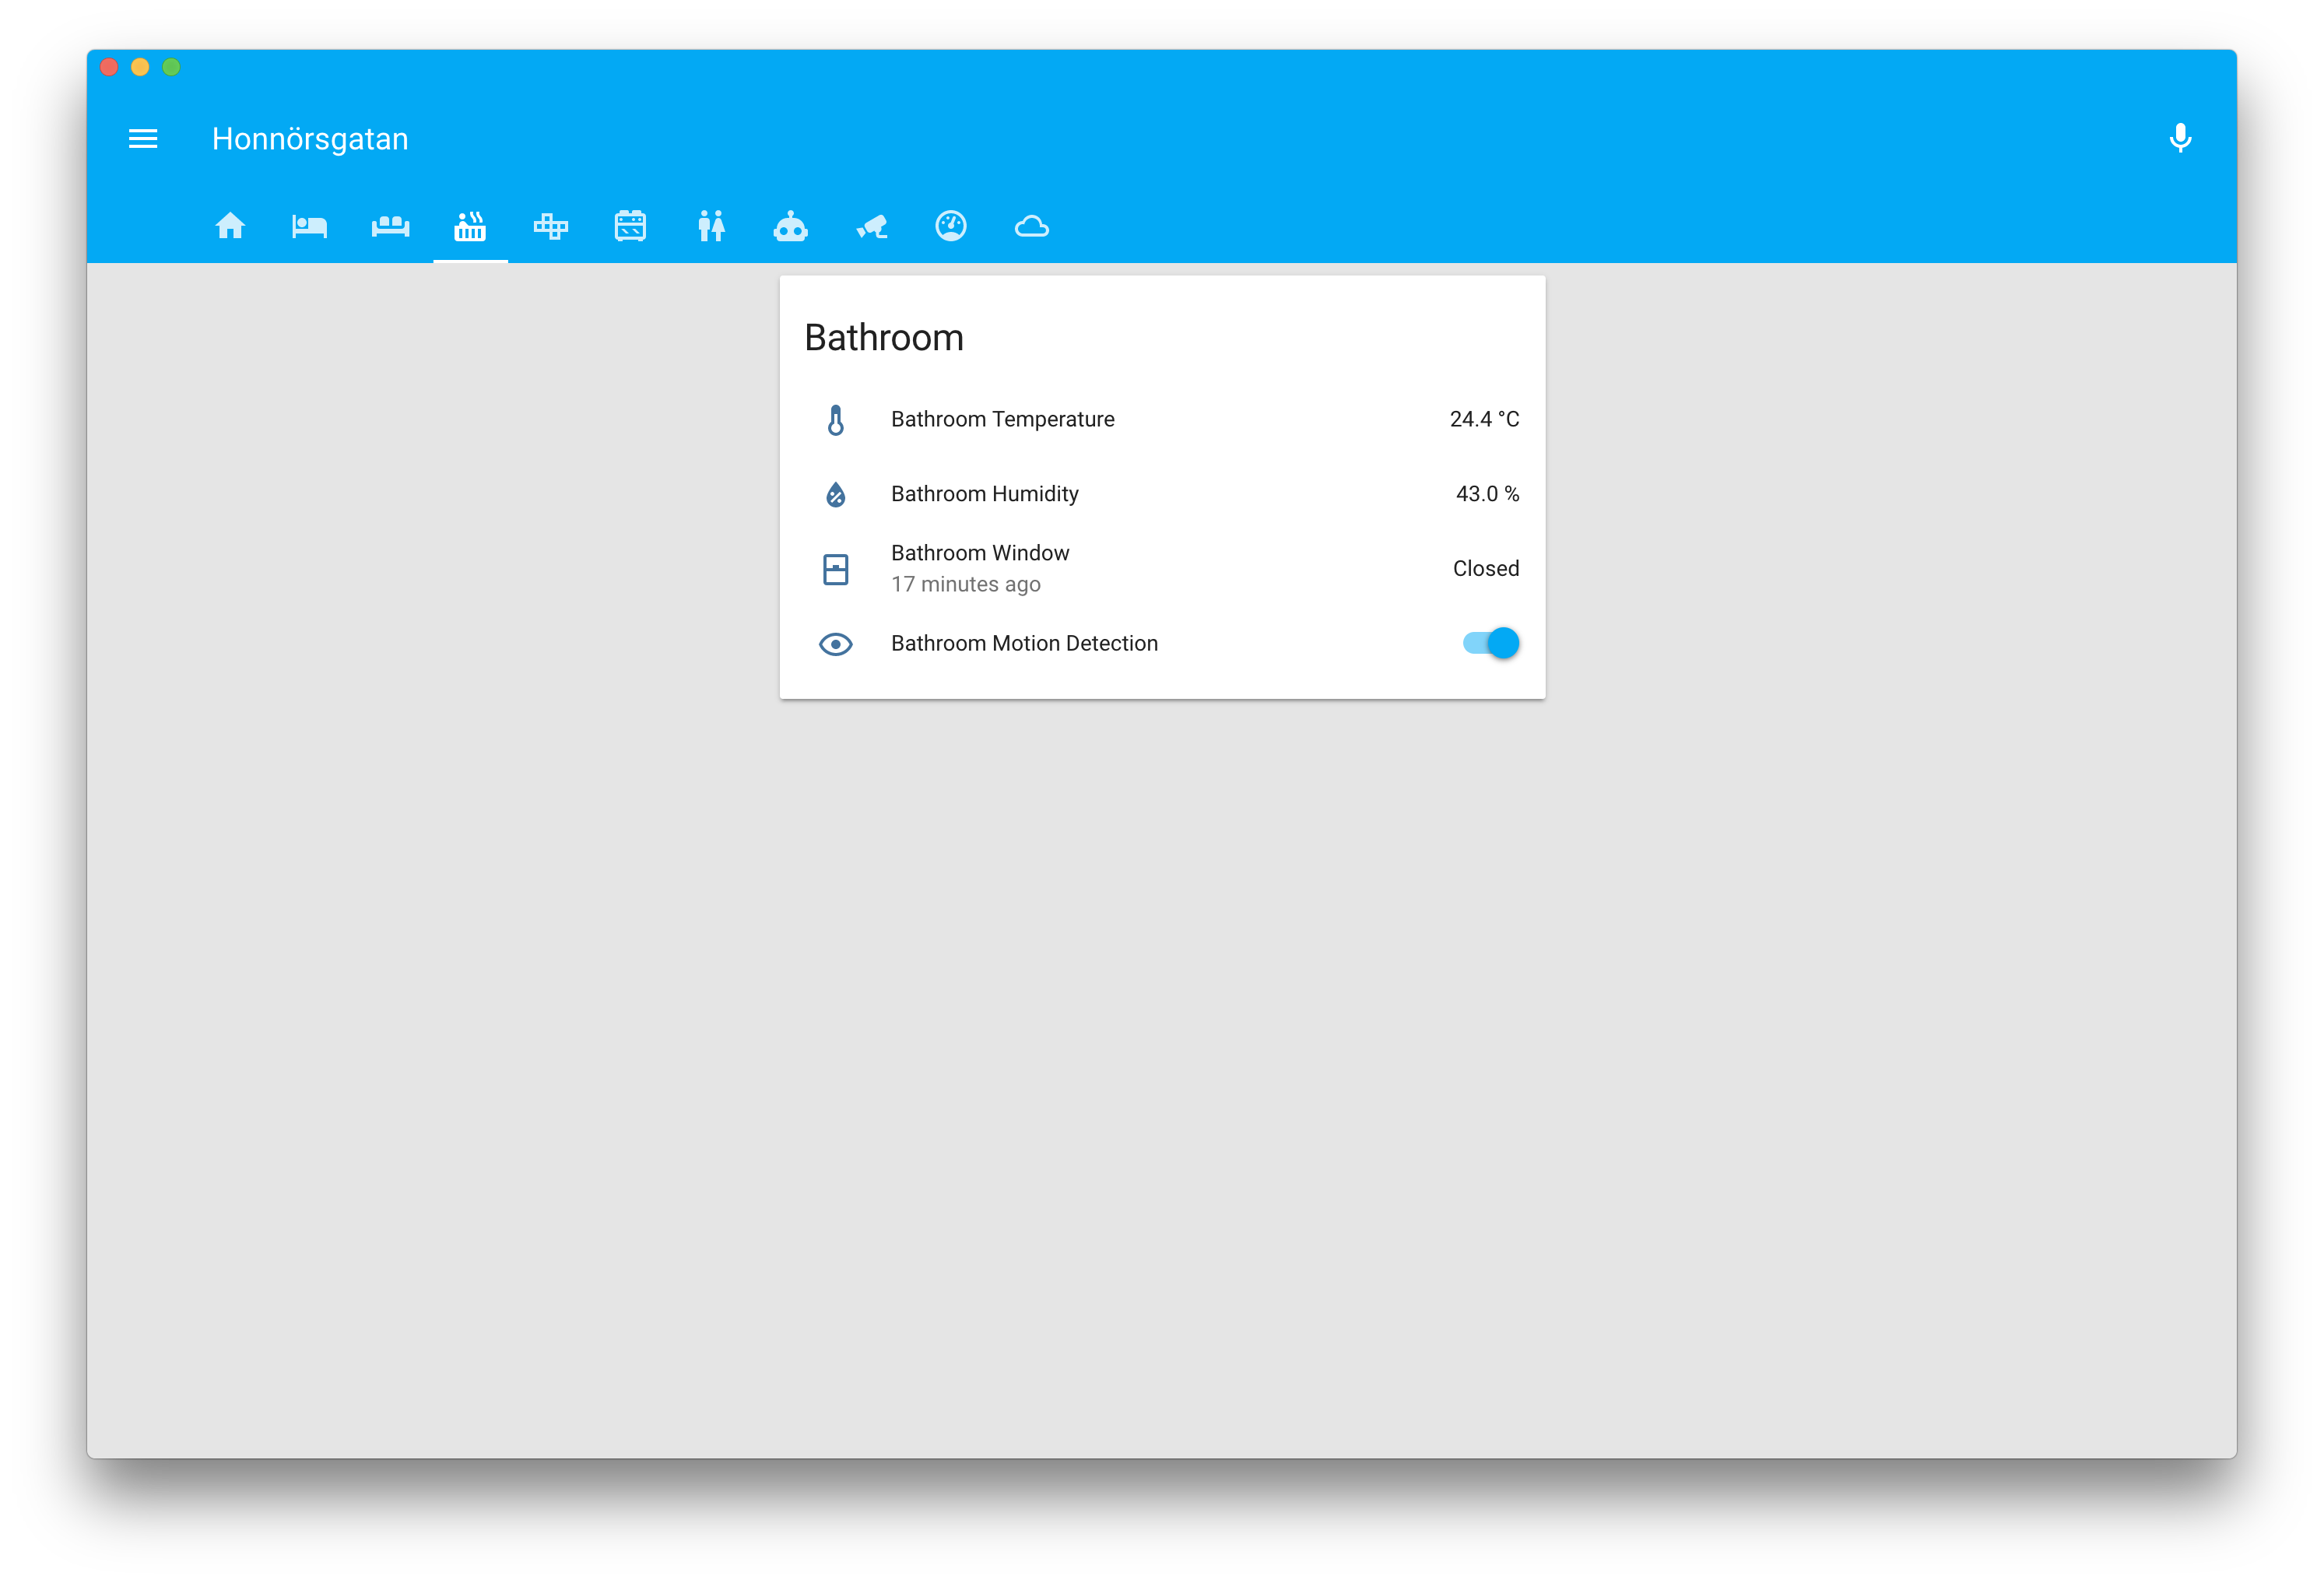 Honnörsgatan
Bathroom
Bathroom Temperature 24.4 °C
Bathroom Humidity 43.0 %
Bathroom Window Closed
17 minutes ago
Bathroom Motion Detection